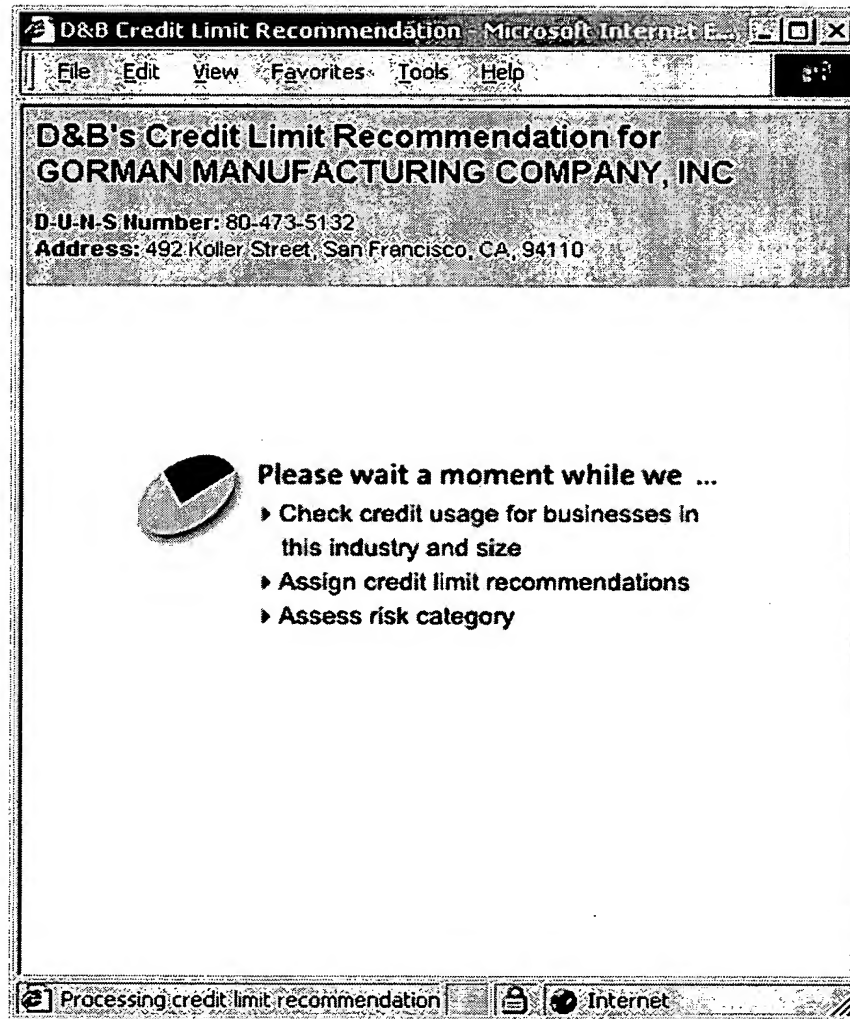 D&B Credit Limit Recommendation - Microsoft Internet E...
File Edit View Favorites Tools Help
D&B's Credit Limit Recommendation for
GORMAN MANUFACTURING COMPANY, INC
D-U-N-S Number: 80-473-5132
Address: 492 Koller Street, San Francisco, CA, 94110
Please wait a moment while we ...
Check credit usage for businesses in
this industry and size
Assign credit limit recommendations
Assess risk category
Processing credit limit recommendation
Internet